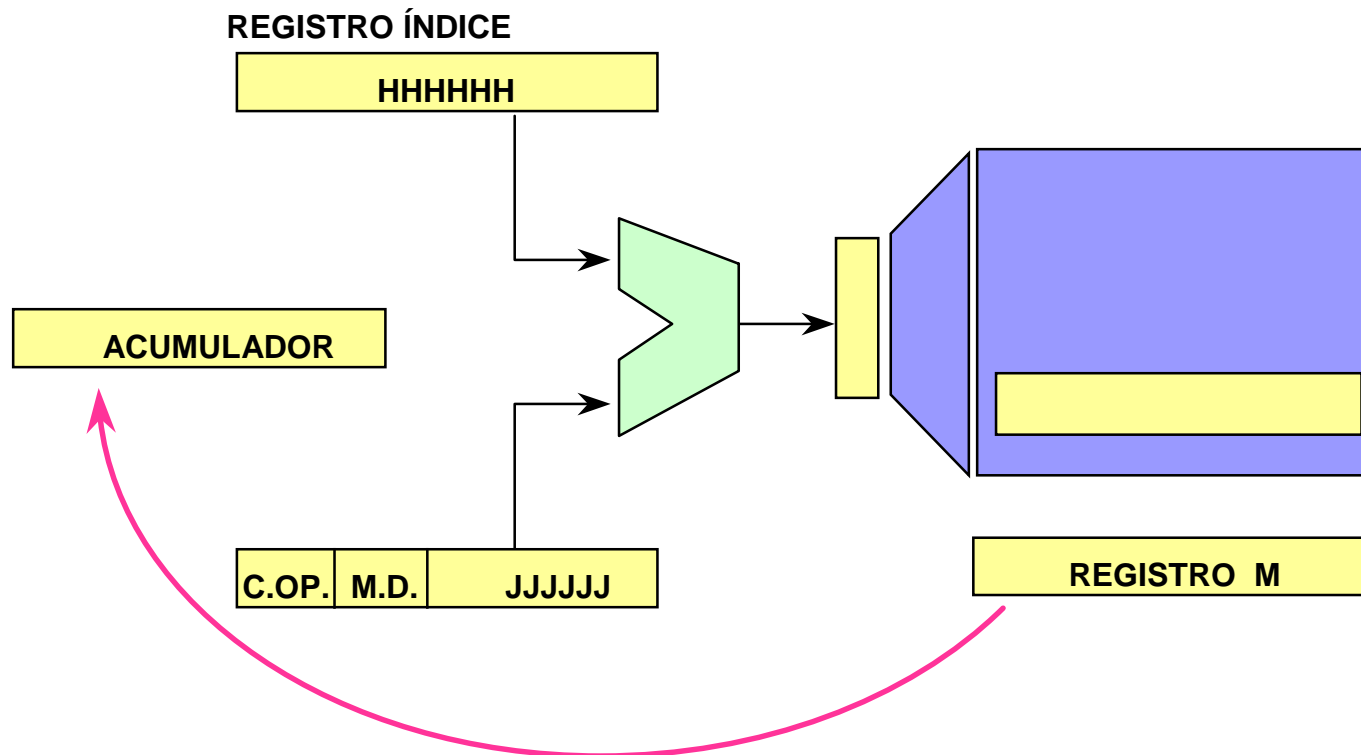 REGISTRO ÍNDICE
HHHHHH
ACUMULADOR
C.OP. M.D. JJJJJJ
REGISTRO M